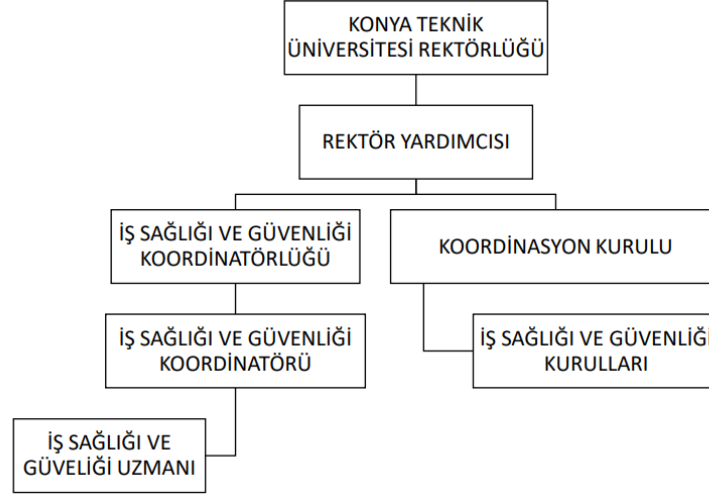 KONYA TEKNİK
ÜNİVERSİTESİ REKTÖRLÜĞÜ
REKTÖR YARDIMCISI
İŞ SAĞLIĞI VE GÜVENLİĞİ
KOORDİNATÖRLÜĞÜ
KOORDİNASYON KURULU
İŞ SAĞLIĞI VE GÜVENLİĞİ
KOORDİNATÖRÜ
İŞ SAĞLIĞI VE GÜVENLİĞİ
KURULLARI
İŞ SAĞLIĞI VE
GÜVELİĞİ UZMANI